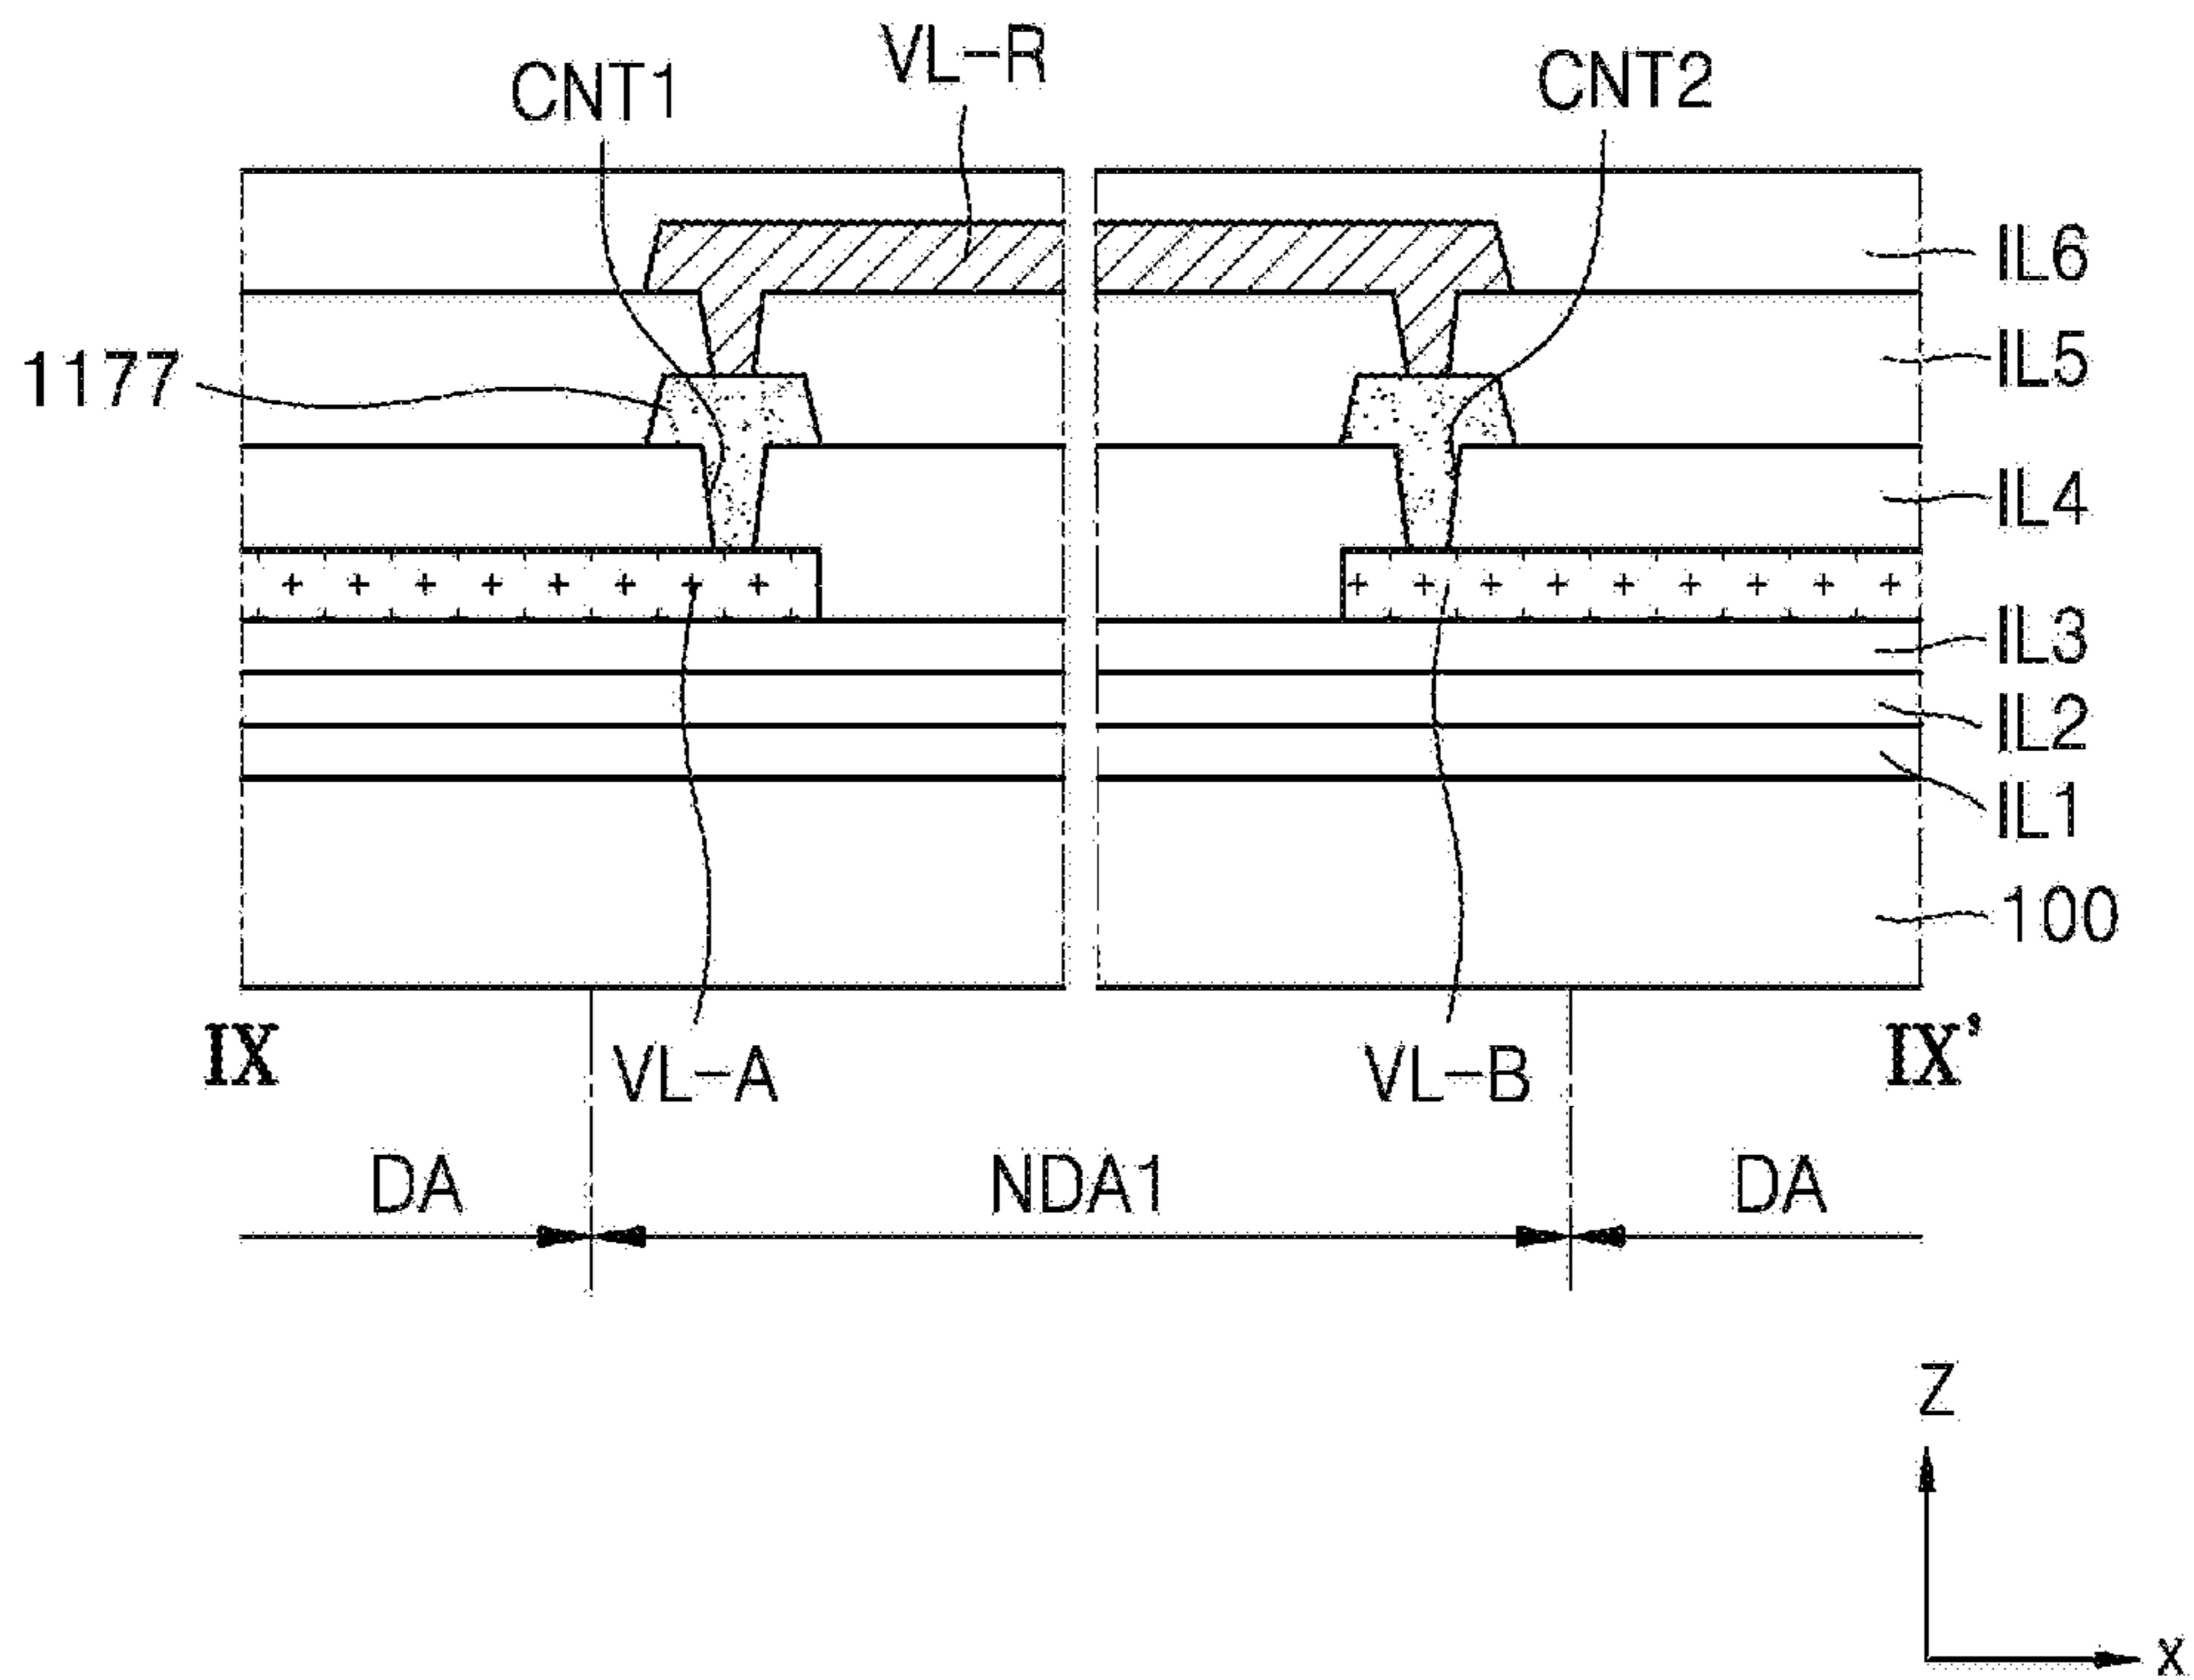 VL-R
CNT1
CNT2
IL6
IL5
1177
IL4
IL3
IL2
IL1
100
IX
VL-A
VL-B
IX'
DA
NDA1
DA
Z
X